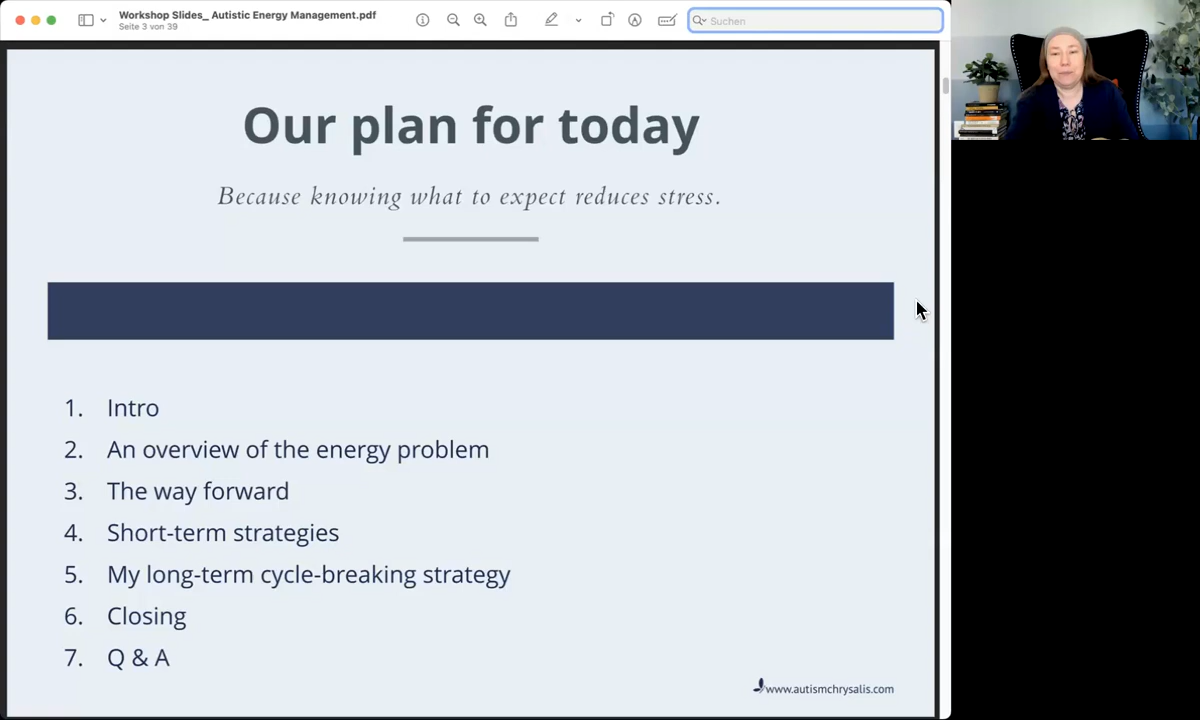 Workshop Slides_ Autistic Energy Management.pdf
Seite 3 von 39
Suchen
Our plan for today
Because knowing what to expect reduces stress.
1. Intro
2. An overview of the energy problem
3. The way forward
4. Short-term strategies
5. My long-term cycle-breaking strategy
6. Closing
7. Q & A
www.autismchrysalis.com